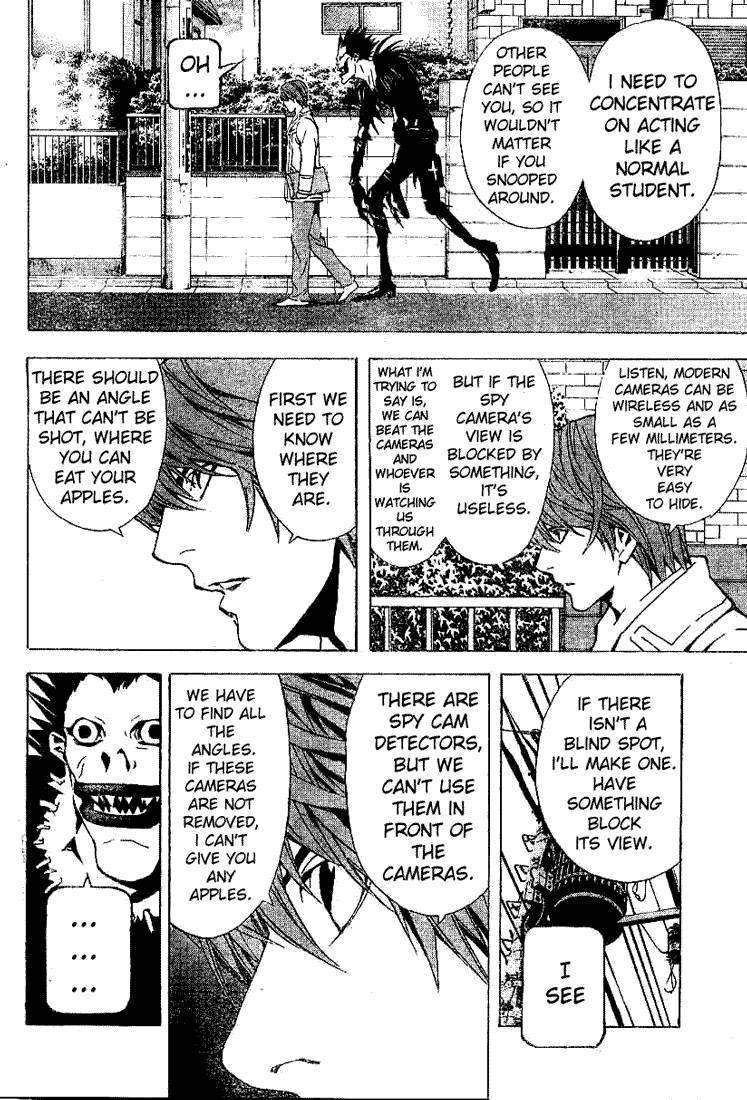 I NEED TO
CONCENTRATE
ON ACTING
LIKE A
NORMAL
STUDENT.
OTHER
PEOPLE
CAN'T SEE
YOU, SO IT
WOULDN'T
MATTER
IF YOU
SNOOPED
AROUND.
OH
...
LISTEN, MODERN
CAMERAS CAN BE
WIRELESS AND AS
SMALL AS A
FEW MILLIMETERS.
THEY'RE
VERY
EASY
TO HIDE.
BUT IF THE
SPY
CAMERA'S
VIEW IS
BLOCKED BY
SOMETHING,
IT'S
USELESS.
WHAT I'M
TRYING TO
SAY IS,
WE CAN
BEAT THE
CAMERAS
AND
WHOEVER
IS
WATCHING
US
THROUGH
THEM.
FIRST WE
NEED TO
KNOW
WHERE
THEY
ARE.
THERE SHOULD
BE AN ANGLE
THAT CAN'T BE
SHOT, WHERE
YOU CAN
EAT YOUR
APPLES.
IF THERE
ISN'T A
BLIND SPOT,
I'LL MAKE ONE.
HAVE
SOMETHING
BLOCK
ITS VIEW.
I
SEE
THERE ARE
SPY CAM
DETECTORS,
BUT WE
CAN'T USE
THEM IN
FRONT OF
THE
CAMERAS.
WE HAVE
TO FIND ALL
THE
ANGLES.
IF THESE
CAMERAS
ARE NOT
REMOVED,
I CAN'T
GIVE YOU
ANY
APPLES.
...
...
...